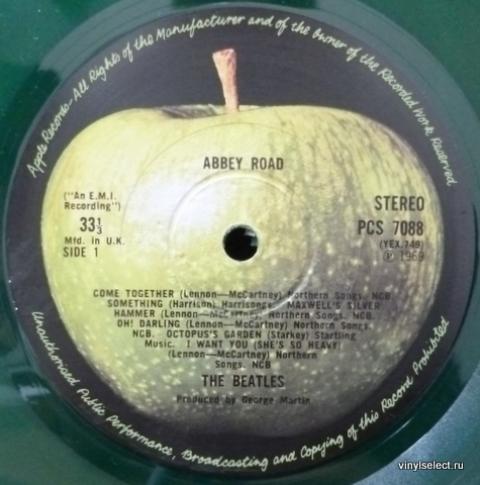 Apple Records-All Rights of the Manufacturer and of the Owner of the Recorded Work Reserved
ABBEY ROAD
("An E.M.I.
Recording")
33⅓
Mfd. in U.K.
SIDE 1
STEREO
PCS 7088
(YEX.749)
℗ 1969
COME TOGETHER (Lennon—McCartney) Northern Songs. NCB.
SOMETHING (Harrison) Harrisongs. MAXWELL'S SILVER
HAMMER (Lennon—McCartney) Northern Songs. NCB.
OH! DARLING (Lennon—McCartney) Northern Songs.
NCB. OCTOPUS'S GARDEN (Starkey) Startling
Music. I WANT YOU (SHE'S SO HEAVY)
(Lennon—McCartney) Northern
Songs. NCB
THE BEATLES
Produced by George Martin
Unauthorised Public Performance, Broadcasting and Copying of this Record Prohibited
vinylselect.ru